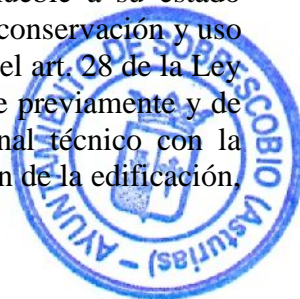 nueble a su estado
conservación y uso
el art. 28 de la Ley
e previamente y de
nal técnico con la
n de la edificación,
AYUNTAMIENTO DE SOBRESCOBIO (Asturias)